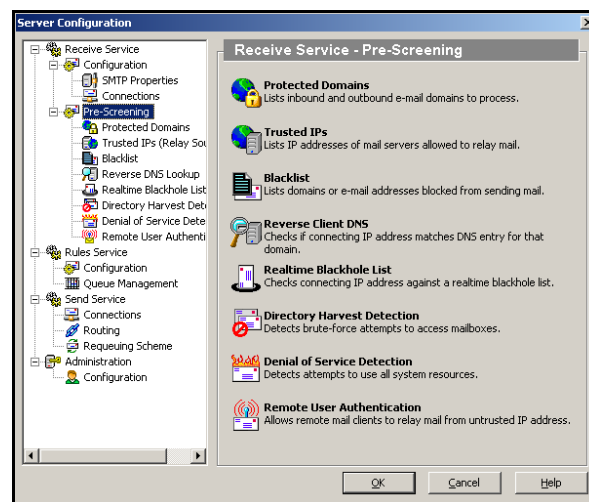 Server Configuration
Receive Service
Configuration
SMTP Properties
Connections
Pre-Screening
Protected Domains
Trusted IPs (Relay Sou
Blacklist
Reverse DNS Lookup
Realtime Blackhole List
Directory Harvest Dete
Denial of Service Dete
Remote User Authenti
Rules Service
Configuration
Queue Management
Send Service
Connections
Routing
Requeuing Scheme
Administration
Configuration
Receive Service - Pre-Screening
Protected Domains
Lists inbound and outbound e-mail domains to process.
Trusted IPs
Lists IP addresses of mail servers allowed to relay mail.
Blacklist
Lists domains or e-mail addresses blocked from sending mail.
Reverse Client DNS
Checks if connecting IP address matches DNS entry for that
domain.
Realtime Blackhole List
Checks connecting IP address against a realtime blackhole list.
Directory Harvest Detection
Detects brute-force attempts to access mailboxes.
Denial of Service Detection
Detects attempts to use all system resources.
Remote User Authentication
Allows remote mail clients to relay mail from untrusted IP address.
OK
Cancel
Help